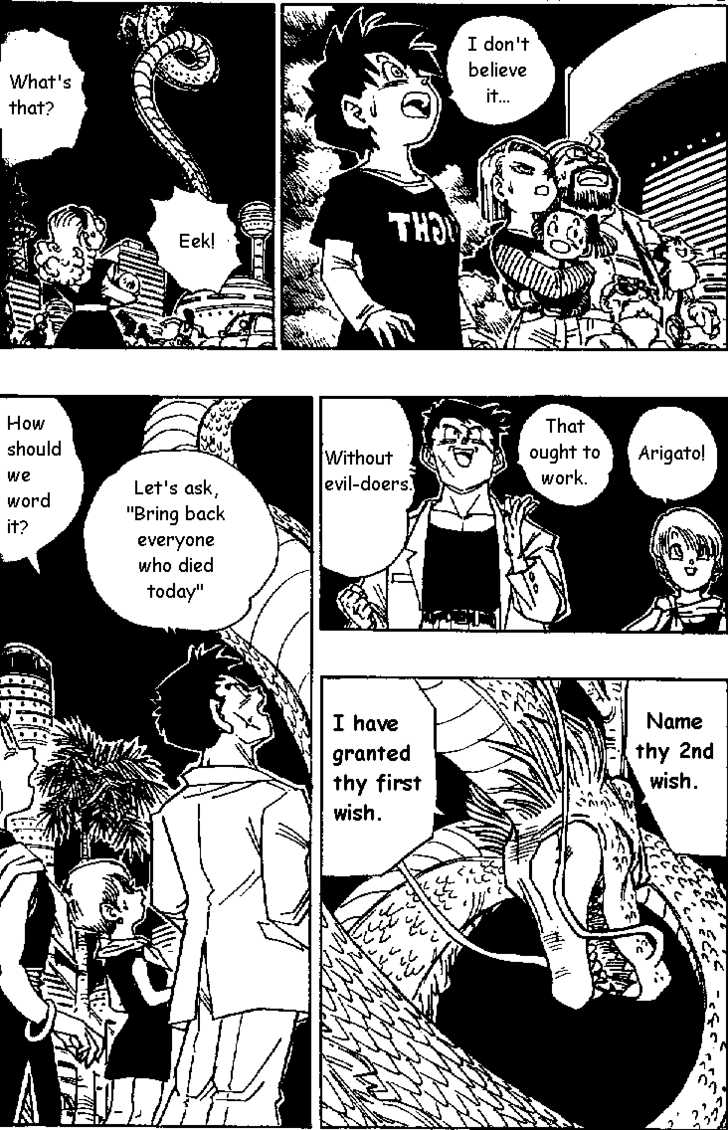 What's
that?
Eek!
I don't
believe
it...
How
should
we
word
it?
Let's ask,
"Bring back
everyone
who died
today"
Without
evil-doers.
That
ought to
work.
Arigato!
I have
granted
thy first
wish.
Name
thy 2nd
wish.